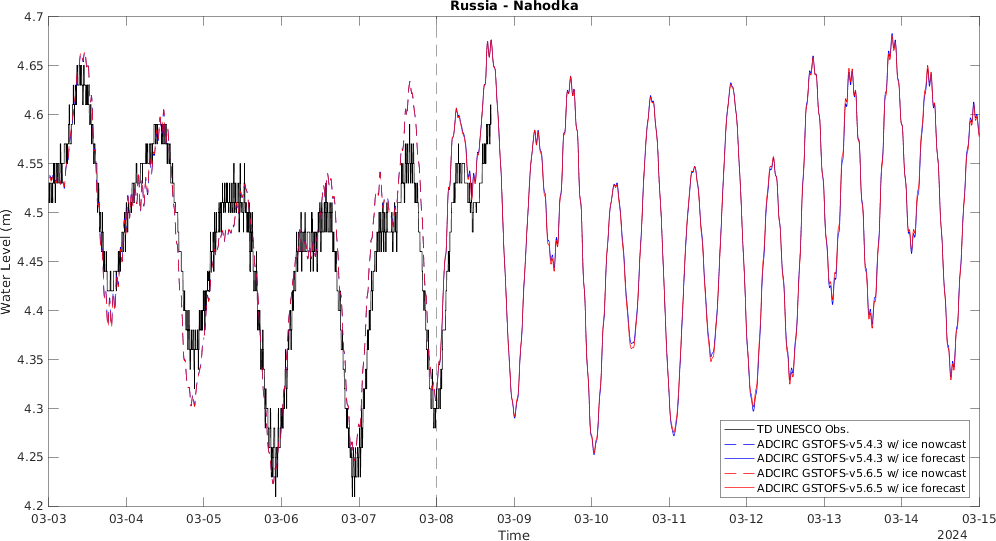 Russia - Nahodka
4.7
4.65
4.6
4.55
4.5
4.45
4.4
4.35
4.3
4.25
4.2
Water Level (m)
TD UNESCO Obs.
ADCIRC GSTOFS-v5.4.3 w/ ice nowcast
ADCIRC GSTOFS-v5.4.3 w/ ice forecast
ADCIRC GSTOFS-v5.6.5 w/ ice nowcast
ADCIRC GSTOFS-v5.6.5 w/ ice forecast
03-03 03-04 03-05 03-06 03-07 03-08 03-09 03-10 03-11 03-12 03-13 03-14 03-15
Time
2024